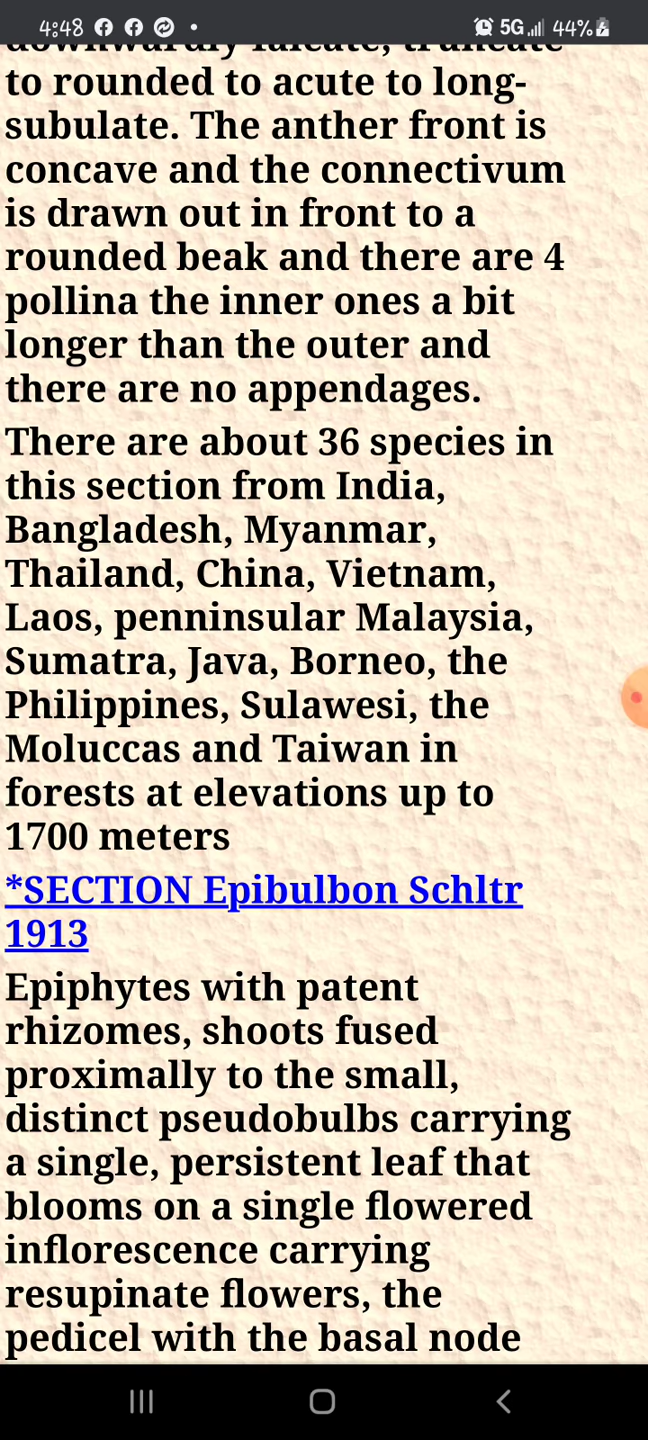 4:48
5G 44%
downwardly falcate, truncate
to rounded to acute to long-
subulate. The anther front is
concave and the connectivum
is drawn out in front to a
rounded beak and there are 4
pollina the inner ones a bit
longer than the outer and
there are no appendages.
There are about 36 species in
this section from India,
Bangladesh, Myanmar,
Thailand, China, Vietnam,
Laos, penninsular Malaysia,
Sumatra, Java, Borneo, the
Philippines, Sulawesi, the
Moluccas and Taiwan in
forests at elevations up to
1700 meters
*SECTION Epibulbon Schltr
1913
Epiphytes with patent
rhizomes, shoots fused
proximally to the small,
distinct pseudobulbs carrying
a single, persistent leaf that
blooms on a single flowered
inflorescence carrying
resupinate flowers, the
pedicel with the basal node